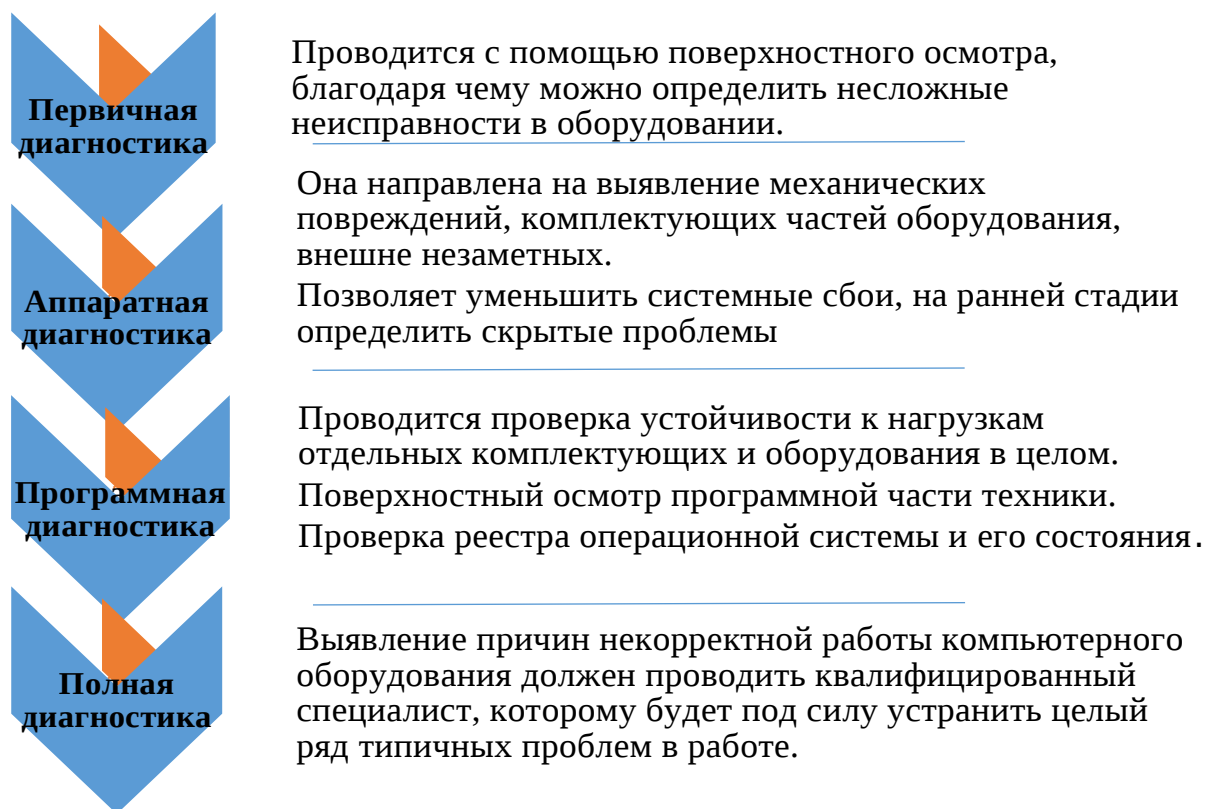 Первичная
диагностика
Проводится с помощью поверхностного осмотра,
благодаря чему можно определить несложные
неисправности в оборудовании.
Аппаратная
диагностика
Она направлена на выявление механических
повреждений, комплектующих частей оборудования,
внешне незаметных.
Позволяет уменьшить системные сбои, на ранней стадии
определить скрытые проблемы
Программная
диагностика
Проводится проверка устойчивости к нагрузкам
отдельных комплектующих и оборудования в целом.
Поверхностный осмотр программной части техники.
Проверка реестра операционной системы и его состояния.
Полная
диагностика
Выявление причин некорректной работы компьютерного
оборудования должен проводить квалифицированный
специалист, которому будет под силу устранить целый
ряд типичных проблем в работе.